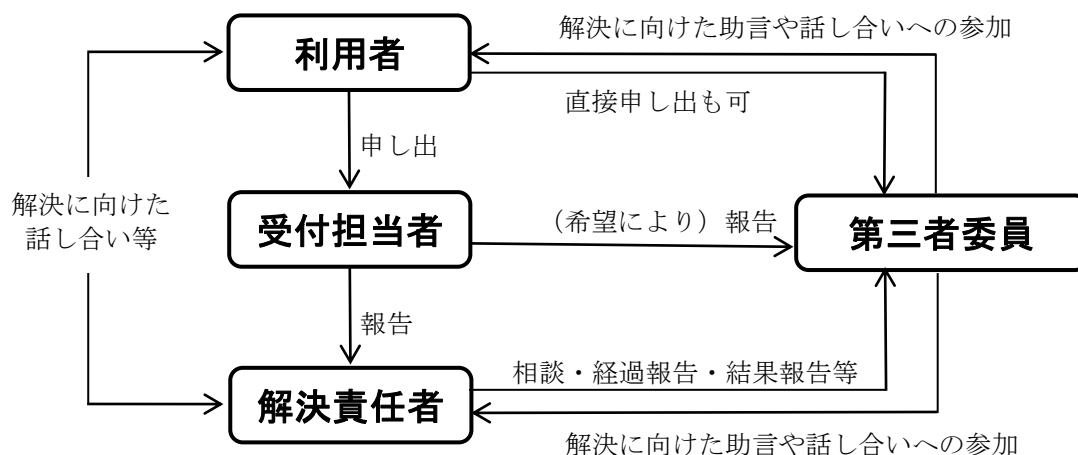 解決に向けた助言や話し合いへの参加
利用者
直接申し出も可
申し出
解決に向けた
話し合い等
受付担当者
（希望により）報告
第三者委員
報告
相談・経過報告・結果報告等
解決責任者
解決に向けた助言や話し合いへの参加